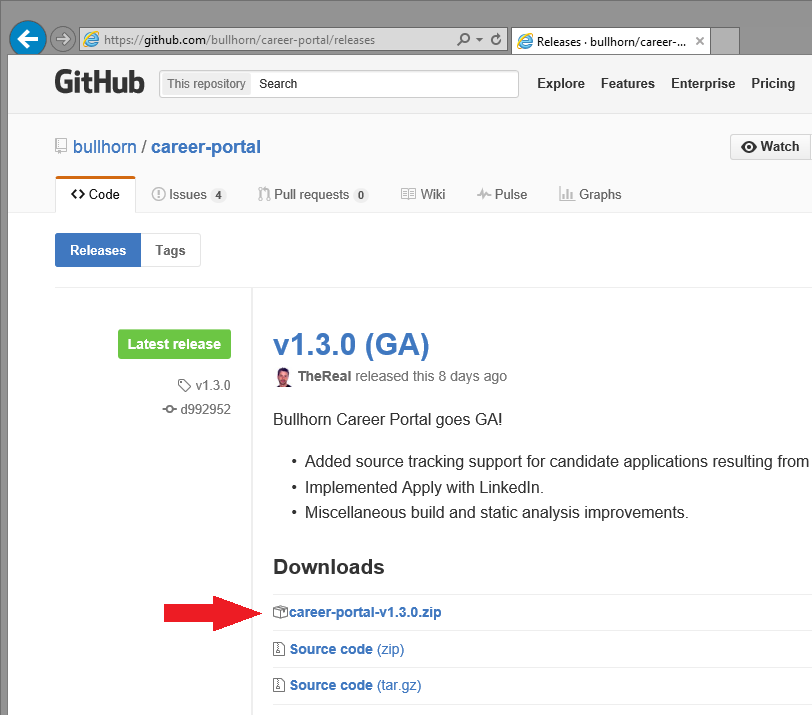 https://github.com/bullhorn/career-portal/releases
Releases · bullhorn/career-...
GitHub This repository Search Explore Features Enterprise Pricing
bullhorn / career-portal Watch
Code Issues 4 Pull requests 0 Wiki Pulse Graphs
Releases Tags
Latest release
v1.3.0
d992952
v1.3.0 (GA)
TheReal released this 8 days ago
Bullhorn Career Portal goes GA!
• Added source tracking support for candidate applications resulting from
• Implemented Apply with LinkedIn.
• Miscellaneous build and static analysis improvements.
Downloads
career-portal-v1.3.0.zip
Source code (zip)
Source code (tar.gz)